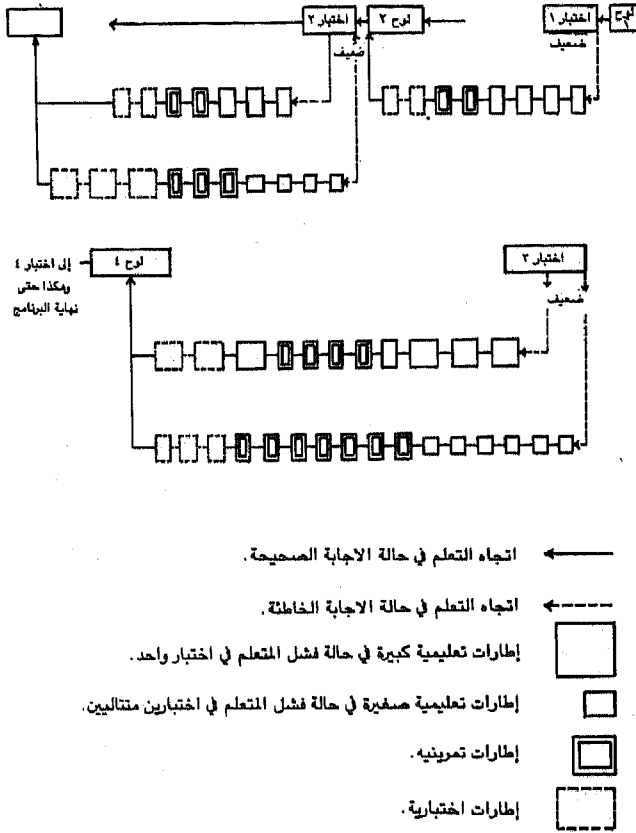 اختبار ١
لوح ٢
اختبار ٢
ضعيف
ضعيف
اختبار ٣
لوح ٤
إلى اختبار ٤
وهكذا حتى
نهاية البرنامج
ضعيف
اتجاه التعلم في حالة الاجابة الصحيحة.
اتجاه التعلم في حالة الاجابة الخاطئة.
إطارات تعليمية كبيرة في حالة فشل المتعلم في اختبار واحد.
إطارات تعليمية صغيرة في حالة فشل المتعلم في اختبارين متتاليين.
إطارات تمرينيه.
إطارات اختبارية.